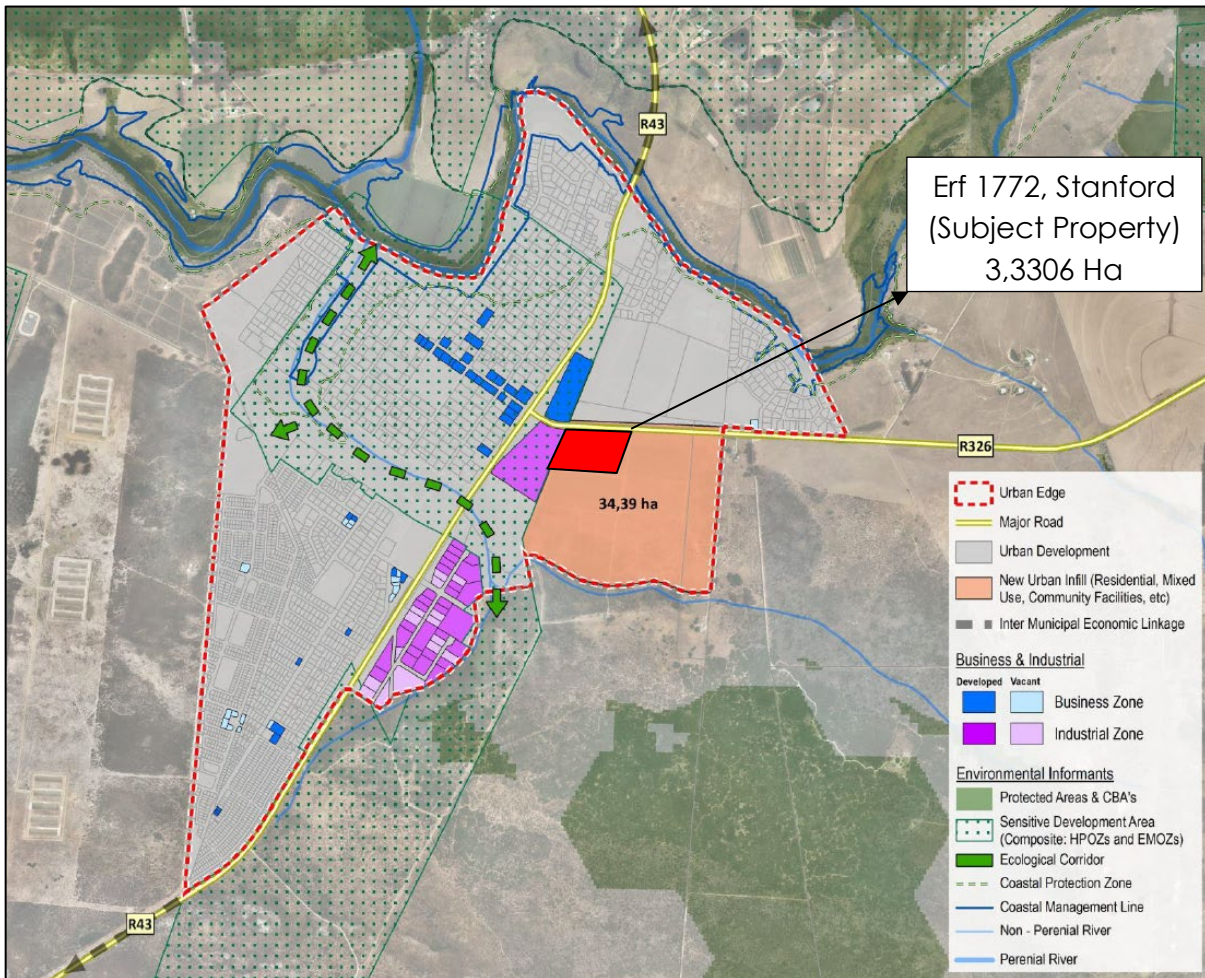 R43
Erf 1772, Stanford
(Subject Property)
3,3306 Ha
R326
34,39 ha
R43
Urban Edge
Major Road
Urban Development
New Urban Infill (Residential, Mixed
Use, Community Facilities, etc)
Inter Municipal Economic Linkage
Business & Industrial
Developed Vacant
Business Zone
Industrial Zone
Environmental Informants
Protected Areas & CBA's
Sensitive Development Area
(Composite: HPOZs and EMOZs)
Ecological Corridor
Coastal Protection Zone
Coastal Management Line
Non - Perenial River
Perenial River